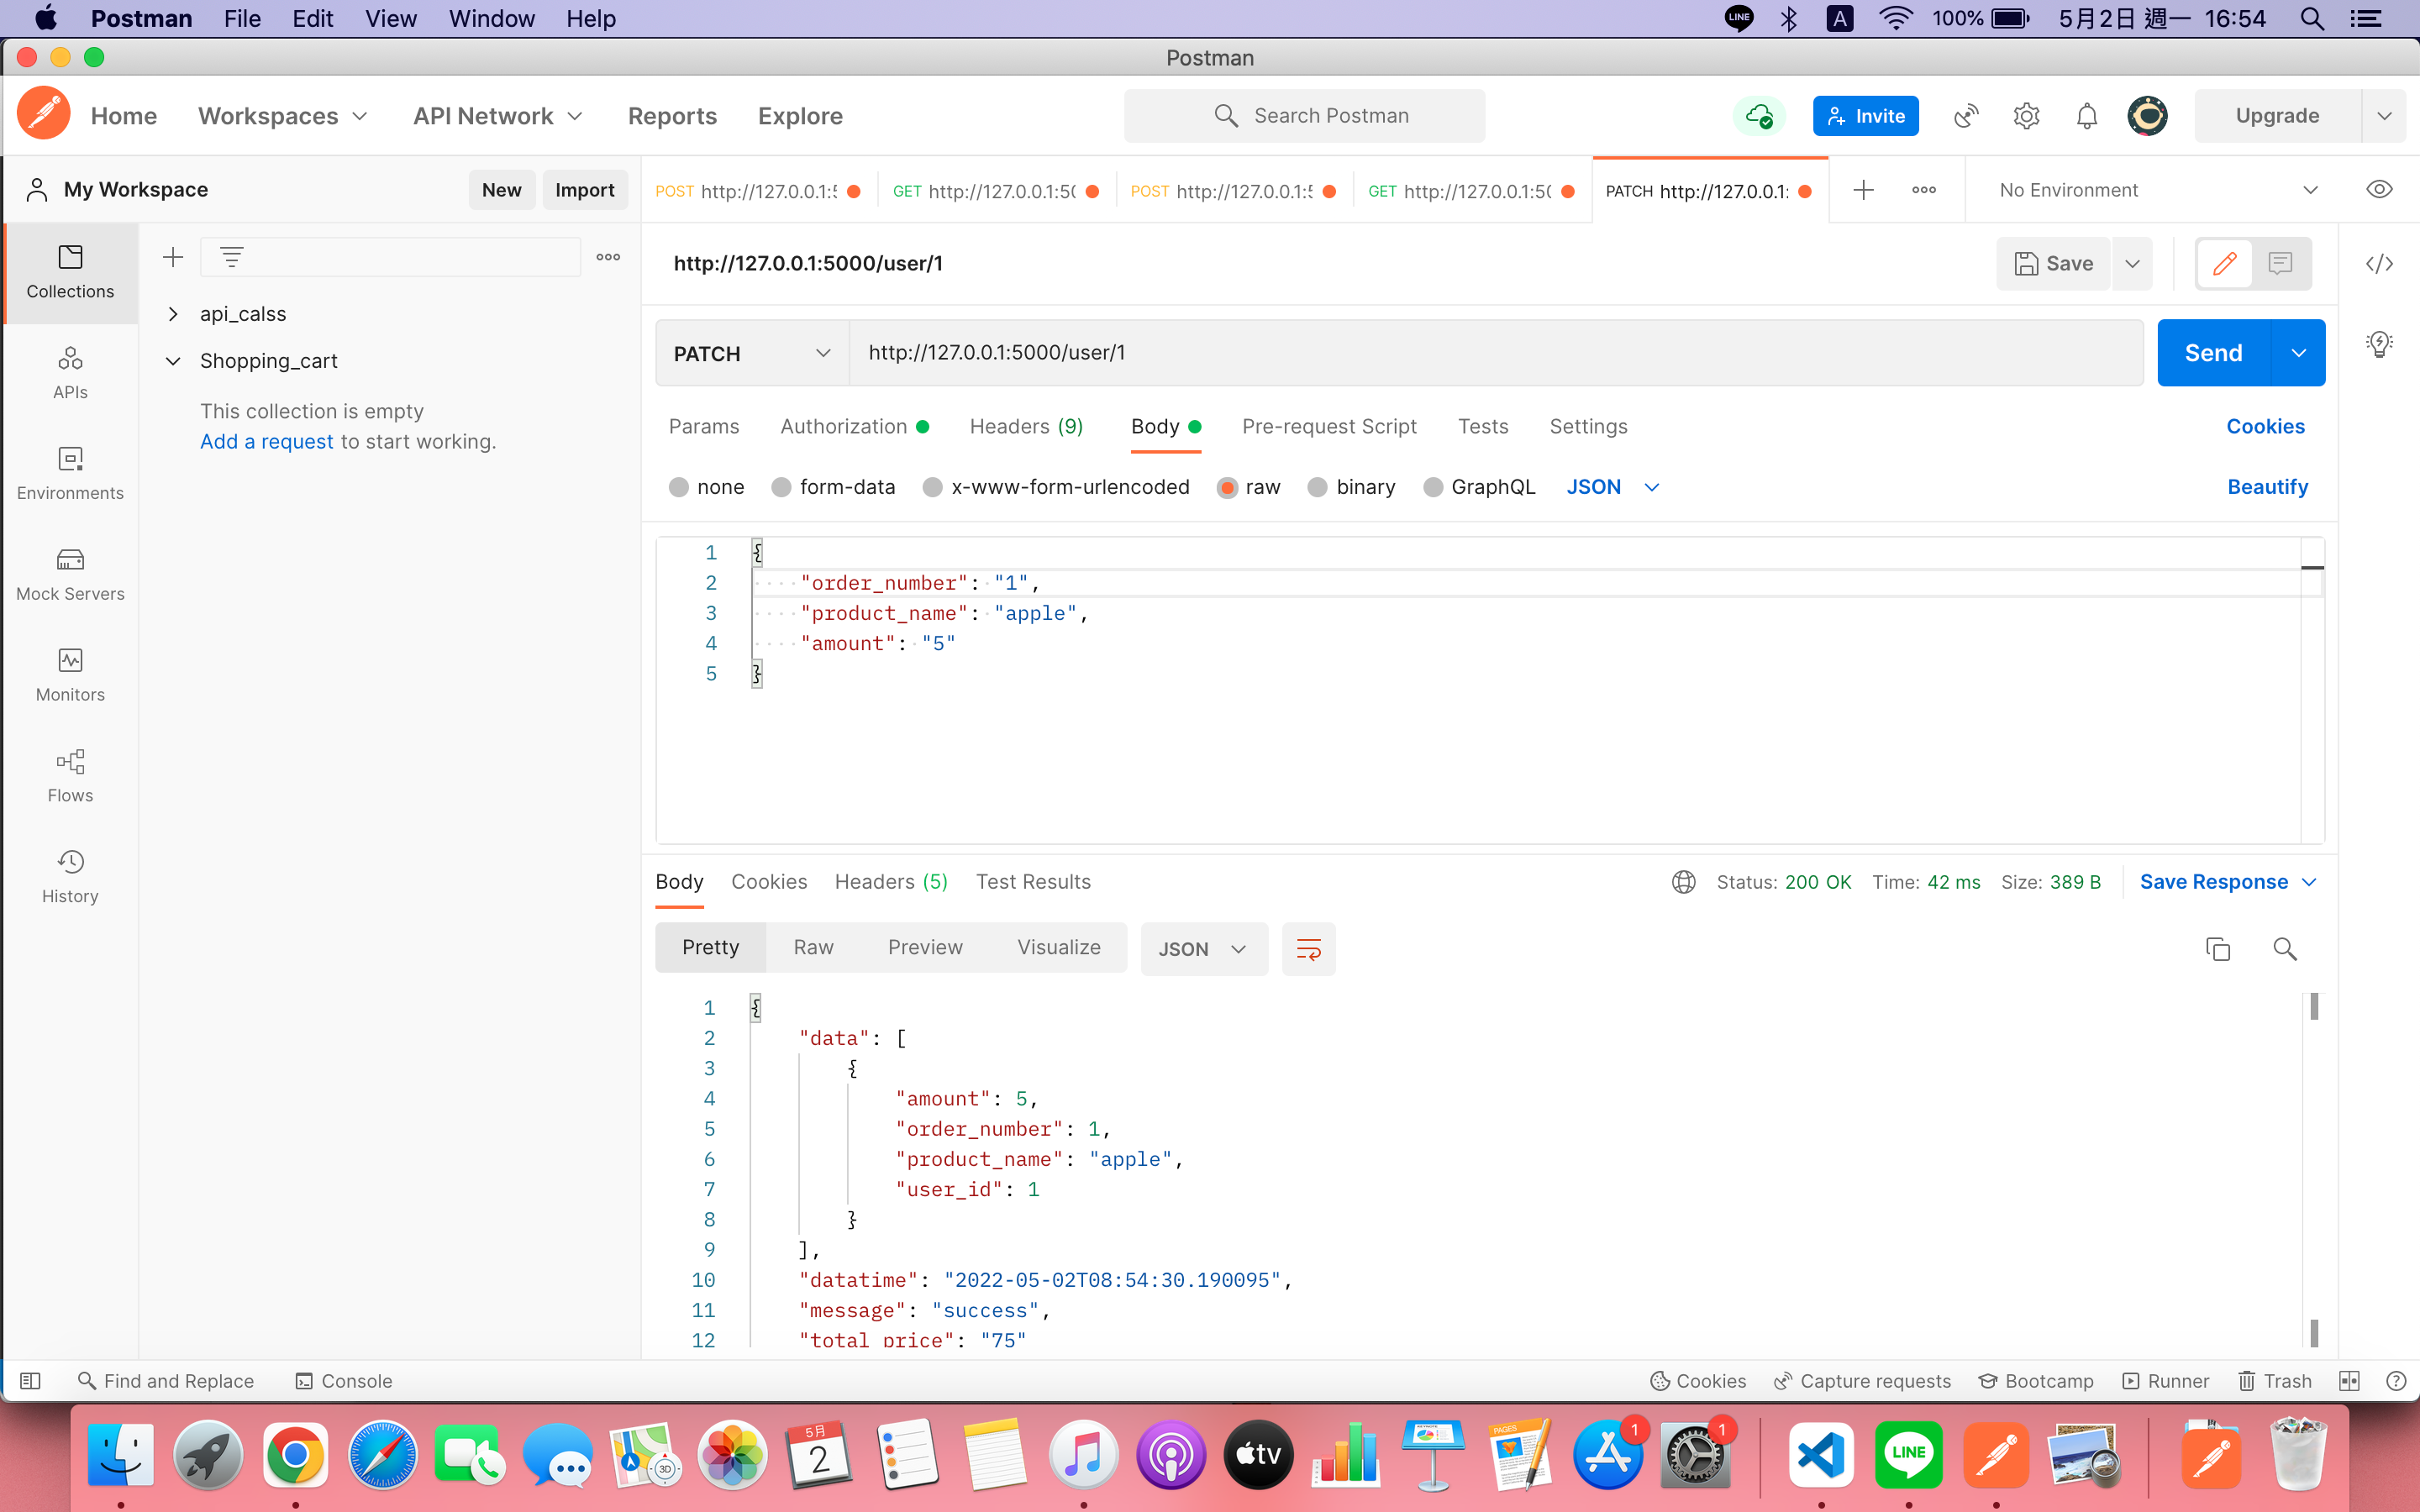 Postman File Edit View Window Help LINE A 100% 5月2日 週一 16:54
Postman
Home Workspaces API Network Reports Explore Search Postman Invite Upgrade
My Workspace New Import POST http://127.0.0.1:5 GET http://127.0.0.1:50 POST http://127.0.0.1:5 GET http://127.0.0.1:50 PATCH http://127.0.0.1: No Environment
Collections
APIs
Environments
Mock Servers
Monitors
Flows
History
api_calss
Shopping_cart
This collection is empty
Add a request to start working.
http://127.0.0.1:5000/user/1 Save
PATCH http://127.0.0.1:5000/user/1 Send
Params Authorization Headers (9) Body Pre-request Script Tests Settings Cookies
none form-data x-www-form-urlencoded raw binary GraphQL JSON Beautify
1 {
2 "order_number": "1",
3 "product_name": "apple",
4 "amount": "5"
5 }
Body Cookies Headers (5) Test Results Status: 200 OK Time: 42 ms Size: 389 B Save Response
Pretty Raw Preview Visualize JSON
1 {
2 "data": [
3 {
4 "amount": 5,
5 "order_number": 1,
6 "product_name": "apple",
7 "user_id": 1
8 }
9 ],
10 "datatime": "2022-05-02T08:54:30.190095",
11 "message": "success",
12 "total_price": "75"
Find and Replace Console Cookies Capture requests Bootcamp Runner Trash
3D 5月 2 tv PAGES 1 1 LINE